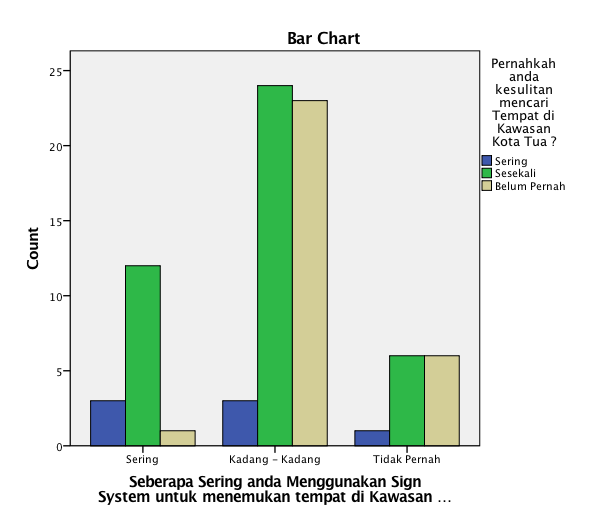 Bar Chart
Pernahkah
anda
kesulitan
mencari
Tempat di
Kawasan
Kota Tua ?
Sering
Sesekali
Belum Pernah
Count
25
20
15
10
5
0
Sering
Kadang - Kadang
Tidak Pernah
Seberapa Sering anda Menggunakan Sign
System untuk menemukan tempat di Kawasan ...